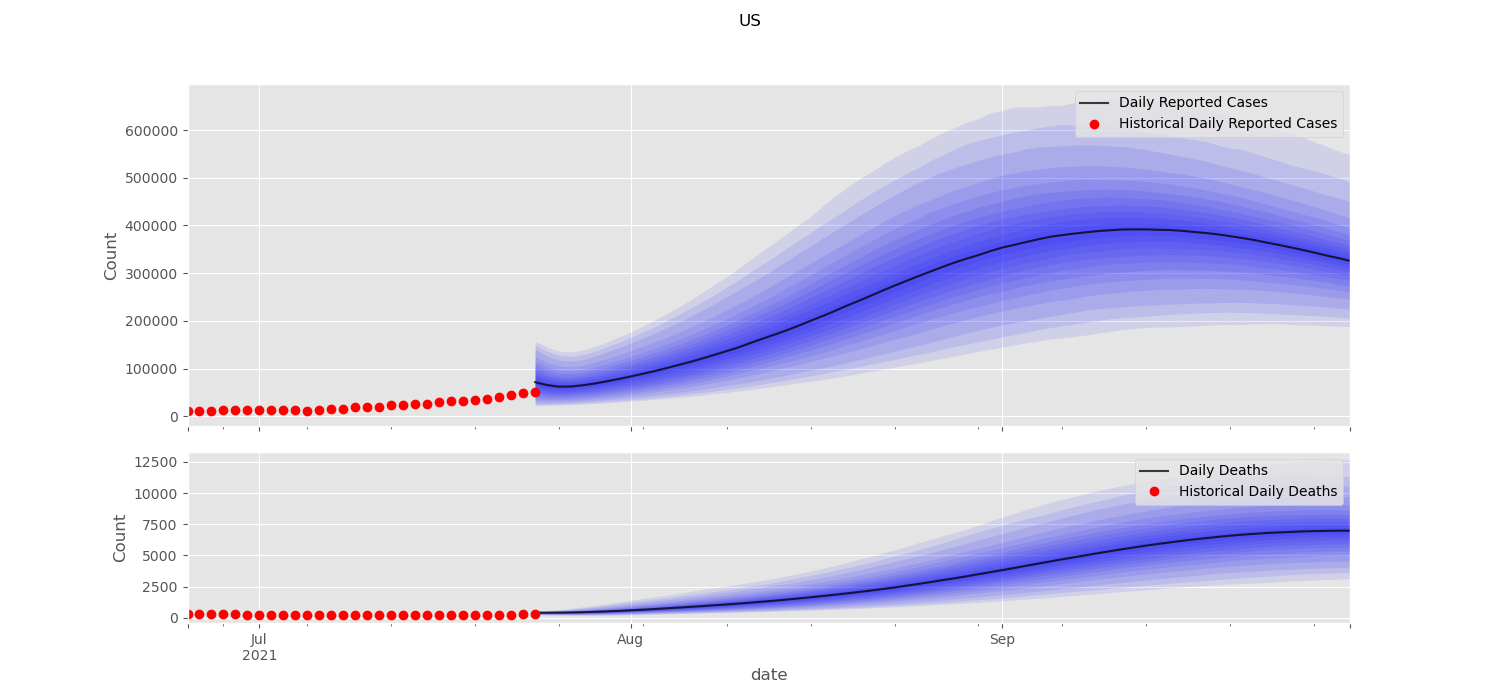 US
Daily Reported Cases
Historical Daily Reported Cases
600000
500000
400000
300000
200000
100000
0
Count
Daily Deaths
Historical Daily Deaths
12500
10000
7500
5000
2500
0
Count
Jul
2021
Aug
Sep
date